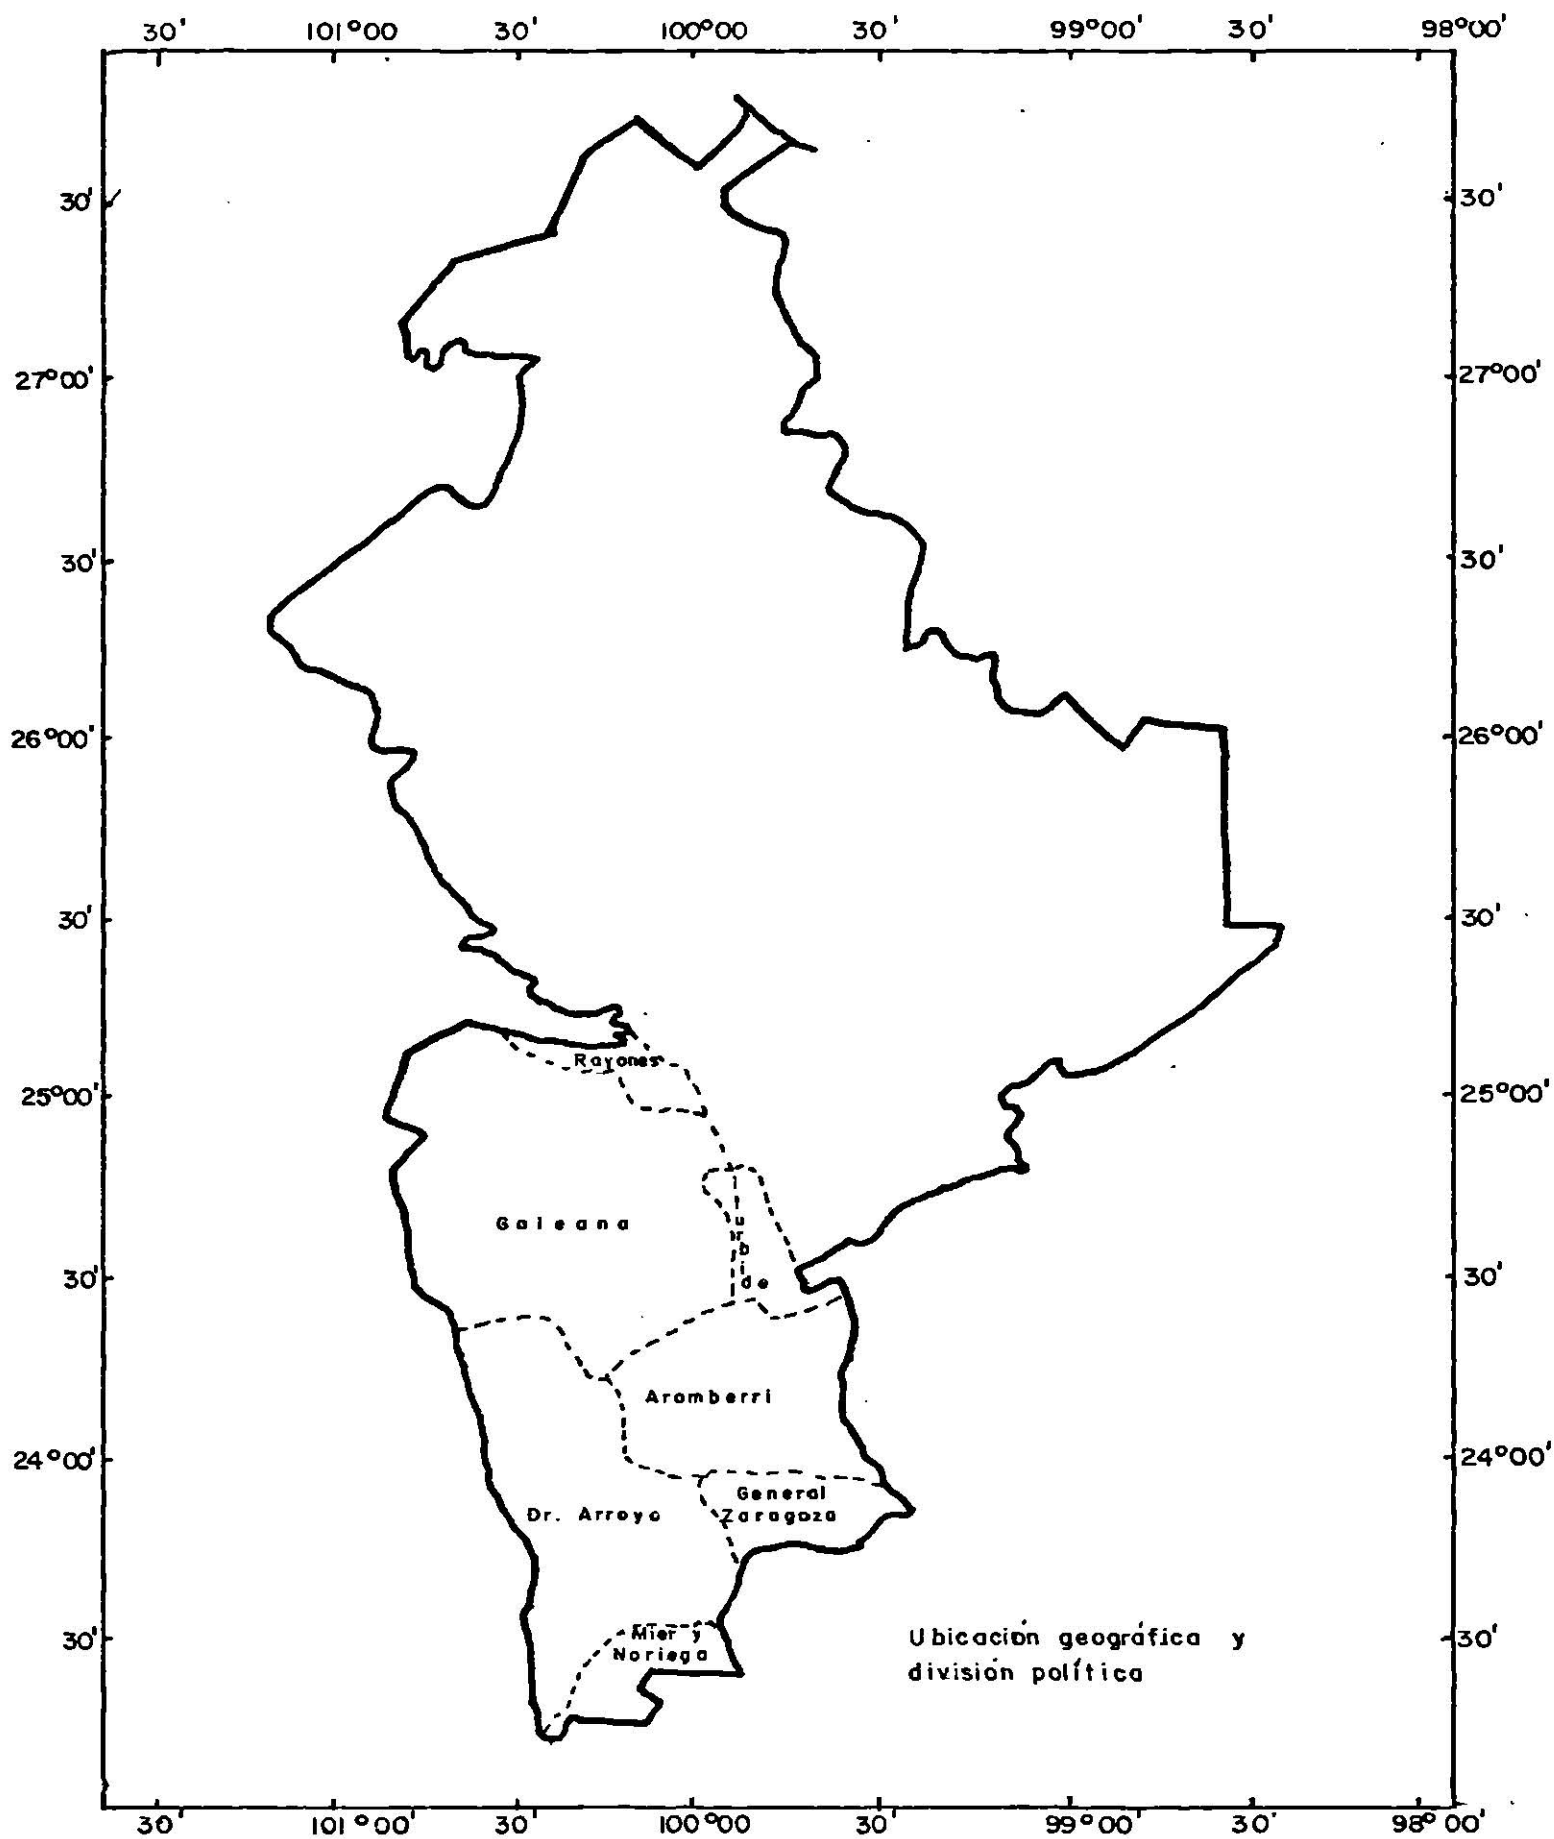 30' 101°00' 30' 100°00 30' 99°00' 30' 98°00'
30' 30'
27°00' 27°00'
30' 30'
26°00' 26°00'
30' 30'
Rayones
25°00' 25°00'
Galeana
urbide
30' 30'
Aramberri
24°00' 24°00'
General
Zaragoza
Dr. Arroyo
30' 30'
Mier y
Noriega
Ubicación geográfica y
división política
30' 101°00' 30' 100°00 30' 99°00' 30' 98°00'